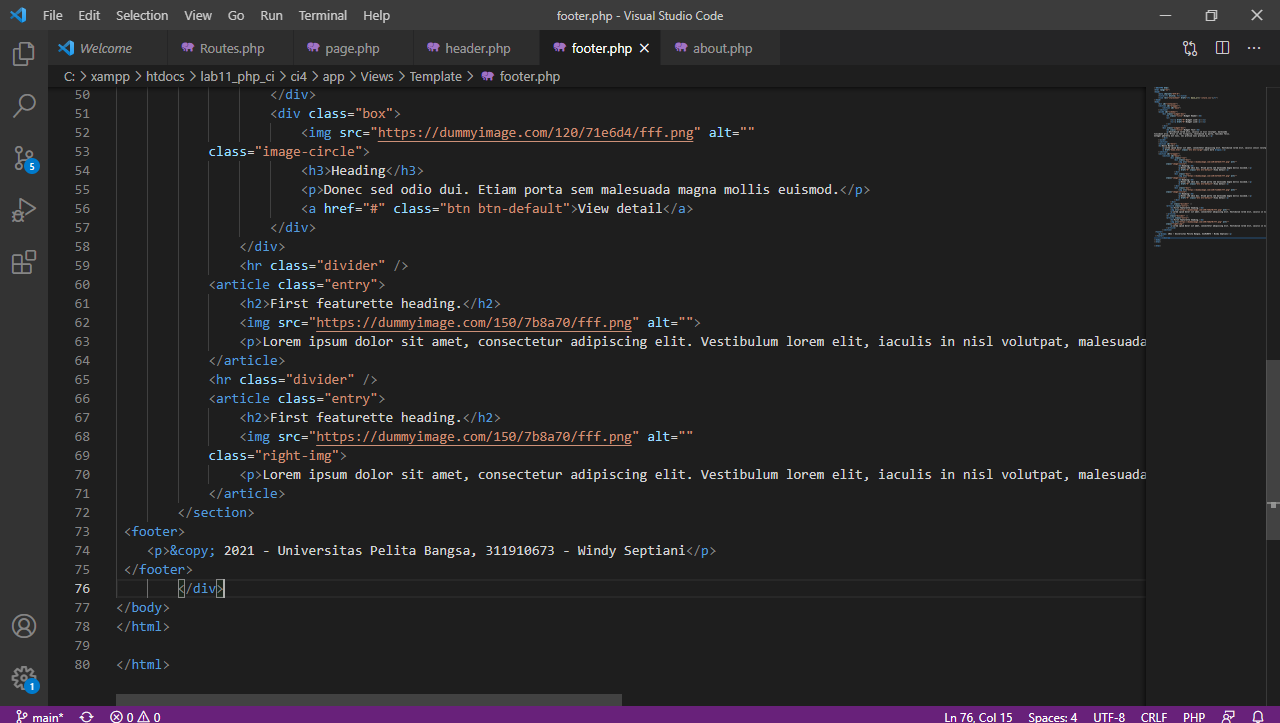 File Edit Selection View Go Run Terminal Help footer.php - Visual Studio Code
Welcome Routes.php page.php header.php footer.php about.php
C: > xampp > htdocs > lab11_php_ci > ci4 > app > Views > Template > footer.php
50 </div>
51 <div class="box">
52 <img src="https://dummyimage.com/120/71e6d4/fff.png" alt=""
53 class="image-circle">
54 <h3>Heading</h3>
55 <p>Donec sed odio dui. Etiam porta sem malesuada magna mollis euismod.</p>
56 <a href="#" class="btn btn-default">View detail</a>
57 </div>
58 </div>
59 <hr class="divider" />
60 <article class="entry">
61 <h2>First featurette heading.</h2>
62 <img src="https://dummyimage.com/150/7b8a70/fff.png" alt="">
63 <p>Lorem ipsum dolor sit amet, consectetur adipiscing elit. Vestibulum lorem elit, iaculis in nisl volutpat, malesuada
64 </article>
65 <hr class="divider" />
66 <article class="entry">
67 <h2>First featurette heading.</h2>
68 <img src="https://dummyimage.com/150/7b8a70/fff.png" alt=""
69 class="right-img">
70 <p>Lorem ipsum dolor sit amet, consectetur adipiscing elit. Vestibulum lorem elit, iaculis in nisl volutpat, malesuada
71 </article>
72 </section>
73 <footer>
74 <p>&copy; 2021 - Universitas Pelita Bangsa, 311910673 - Windy Septiani</p>
75 </footer>
76 </div>
77 </body>
78 </html>
79
80 </html>
5
1
main* 0 0 Ln 76, Col 15 Spaces: 4 UTF-8 CRLF PHP